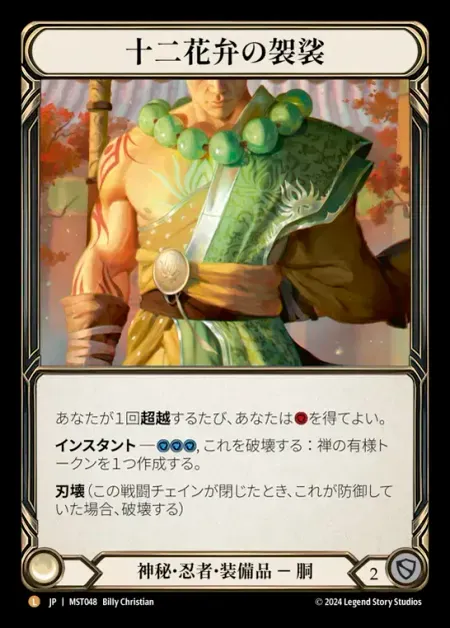 十二花弁の袈裟
あなたが1回超越するたび、あなたはを得てよい。
インスタント ― , これを破壊する：禅の有様ト
ークンを１つ作成する。
刃壊（この戦闘チェインが閉じたとき、これが防御して
いた場合、破壊する）
神秘・忍者・装備品 － 胴
2
L JP | MST048 Billy Christian
© 2024 Legend Story Studios